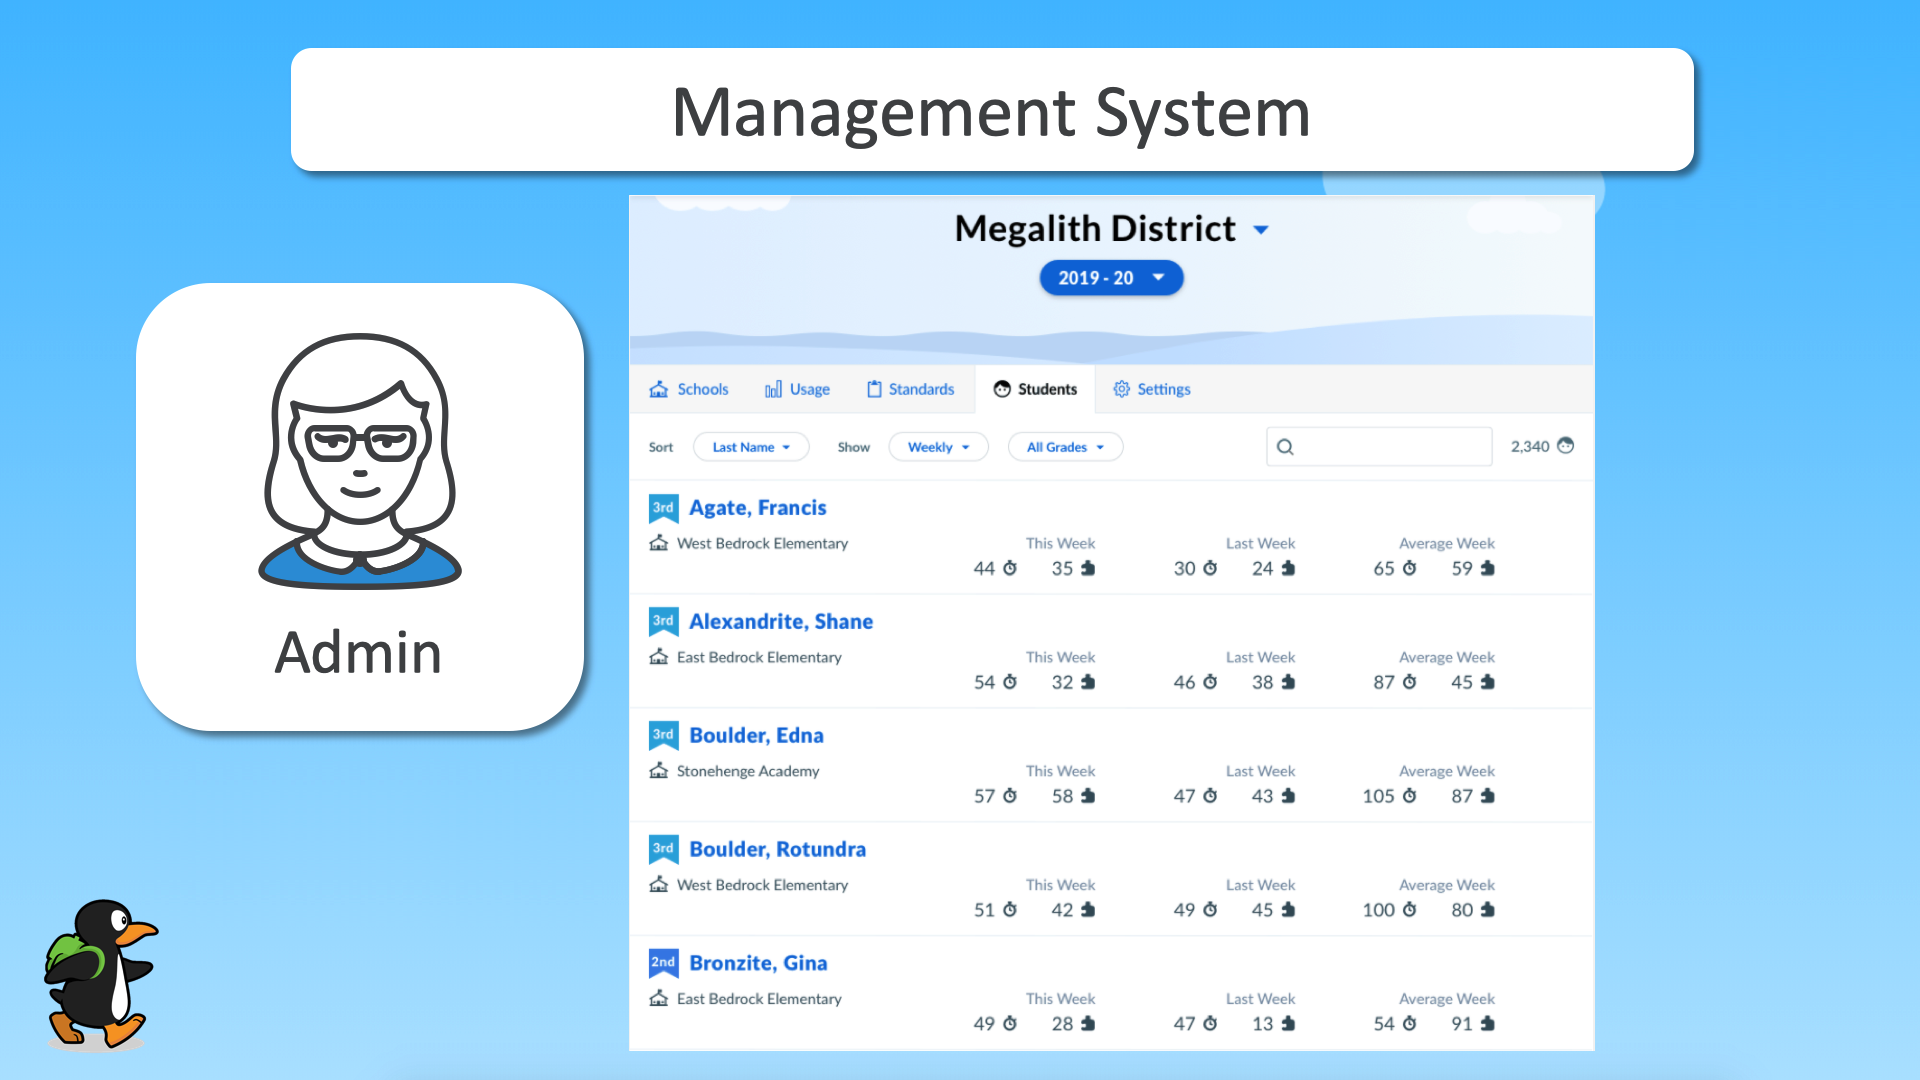 Management System
Admin
Megalith District
2019 - 20
Schools Usage Standards Students Settings
Sort Last Name Show Weekly All Grades 2,340
3rd Agate, Francis
West Bedrock Elementary This Week Last Week Average Week
44 35 30 24 65 59
3rd Alexandrite, Shane
East Bedrock Elementary This Week Last Week Average Week
54 32 46 38 87 45
3rd Boulder, Edna
Stonehenge Academy This Week Last Week Average Week
57 58 47 43 105 87
3rd Boulder, Rotundra
West Bedrock Elementary This Week Last Week Average Week
51 42 49 45 100 80
2nd Bronzite, Gina
East Bedrock Elementary This Week Last Week Average Week
49 28 47 13 54 91